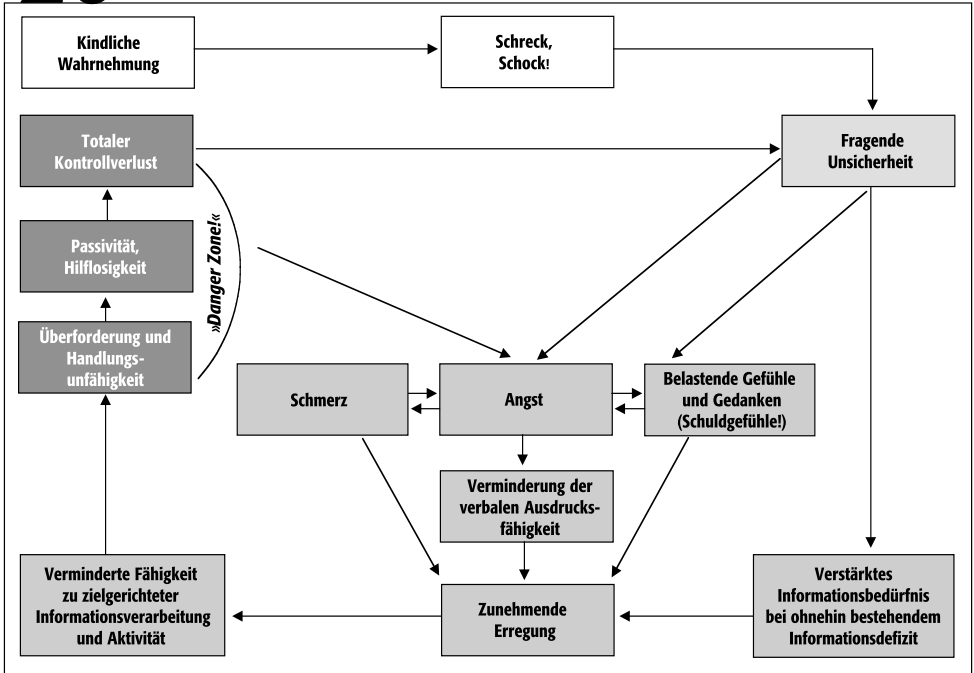 Kindliche
Wahrnehmung
Schreck,
Schock!
Totaler
Kontrollverlust
Fragende
Unsicherheit
Passivität,
Hilflosigkeit
»Danger Zone!«
Überforderung und
Handlungs-
unfähigkeit
Schmerz
Angst
Belastende Gefühle
und Gedanken
(Schuldgefühle!)
Verminderung der
verbalen Ausdrucks-
fähigkeit
Verminderte Fähigkeit
zu zielgerichteter
Informationsverarbeitung
und Aktivität
Zunehmende
Erregung
Verstärktes
Informationsbedürfnis
bei ohnehin bestehendem
Informationsdefizit